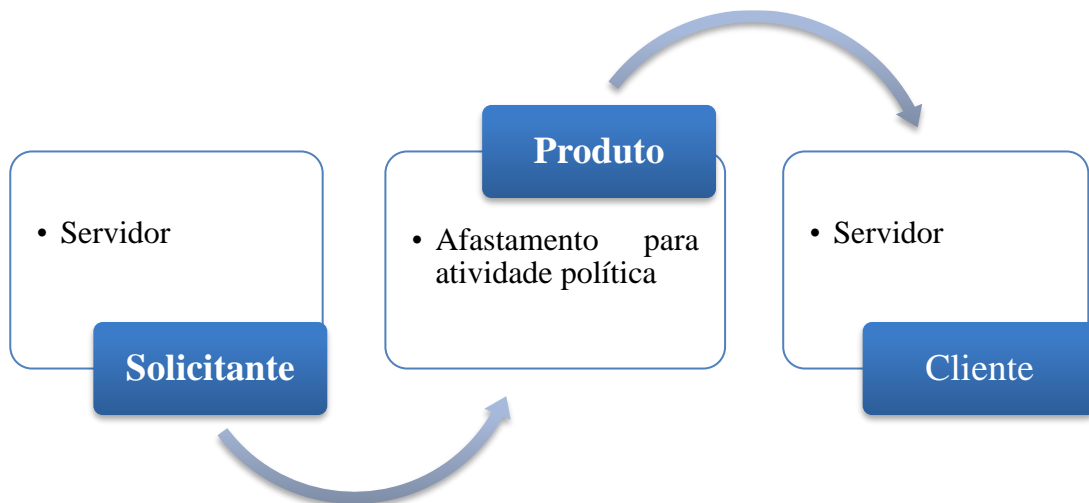 • Servidor
Solicitante
Produto
• Afastamento para
atividade política
• Servidor
Cliente